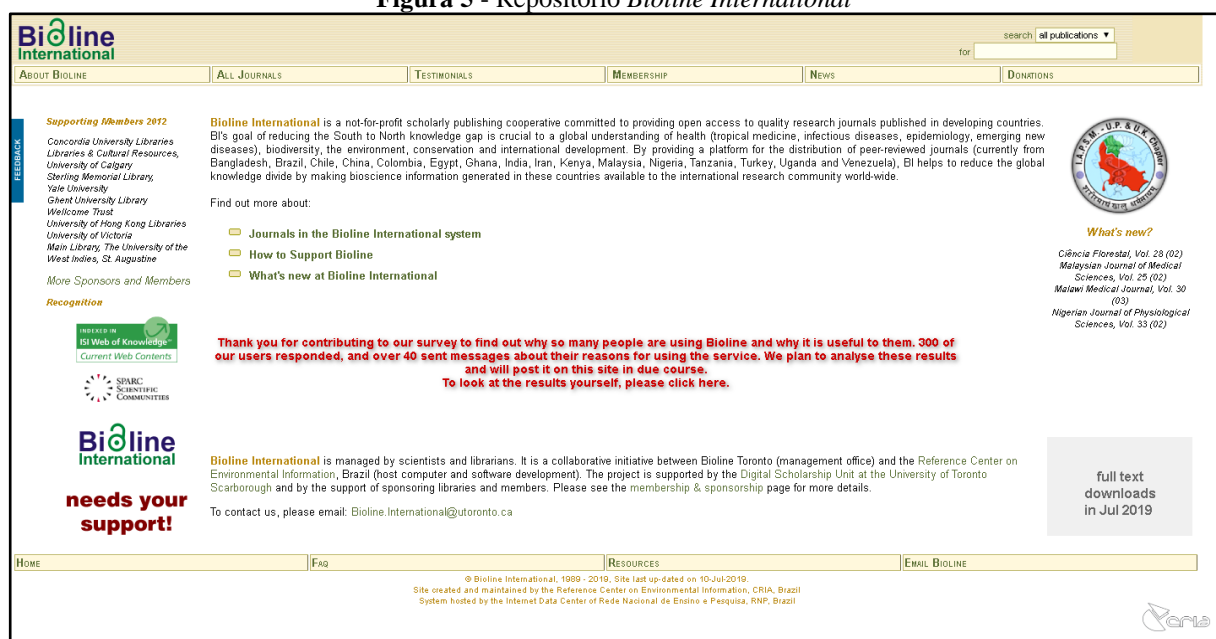 Figura 5 - Repositório Bioline International
Bioline
International
search all publications ▼
for
ABOUT BIOLINE
ALL JOURNALS
TESTIMONIALS
MEMBERSHIP
NEWS
DONATIONS
FEEDBACK
Supporting Members 2012
Concordia University Libraries
Libraries & Cultural Resources,
University of Calgary
Sterling Memorial Library,
Yale University
Ghent University Library
Wellcome Trust
University of Hong Kong Libraries
University of Victoria
Main Library, The University of the
West Indies, St. Augustine
More Sponsors and Members
Recognition
INDEXED IN
ISI Web of Knowledge℠
Current Web Contents
SPARC
SCIENTIFIC
COMMUNITIES
Bioline
International
needs your
support!
Bioline International is a not-for-profit scholarly publishing cooperative committed to providing open access to quality research journals published in developing countries.
BI's goal of reducing the South to North knowledge gap is crucial to a global understanding of health (tropical medicine, infectious diseases, epidemiology, emerging new
diseases), biodiversity, the environment, conservation and international development. By providing a platform for the distribution of peer-reviewed journals (currently from
Bangladesh, Brazil, Chile, China, Colombia, Egypt, Ghana, India, Iran, Kenya, Malaysia, Nigeria, Tanzania, Turkey, Uganda and Venezuela), BI helps to reduce the global
knowledge divide by making bioscience information generated in these countries available to the international research community world-wide.
Find out more about:
Journals in the Bioline International system
How to Support Bioline
What's new at Bioline International
Thank you for contributing to our survey to find out why so many people are using Bioline and why it is useful to them. 300 of
our users responded, and over 40 sent messages about their reasons for using the service. We plan to analyse these results
and will post it on this site in due course.
To look at the results yourself, please click here.
Bioline International is managed by scientists and librarians. It is a collaborative initiative between Bioline Toronto (management office) and the Reference Center on
Environmental Information, Brazil (host computer and software development). The project is supported by the Digital Scholarship Unit at the University of Toronto
Scarborough and by the support of sponsoring libraries and members. Please see the membership & sponsorship page for more details.
To contact us, please email: Bioline.International@utoronto.ca
I.A.P.S.M. - U.P. & U.K. Chapter
What's new?
Ciência Florestal, Vol. 28 (02)
Malaysian Journal of Medical
Sciences, Vol. 25 (02)
Malawi Medical Journal, Vol. 30
(03)
Nigerian Journal of Physiological
Sciences, Vol. 33 (02)
full text
downloads
in Jul 2019
HOME
FAQ
RESOURCES
EMAIL BIOLINE
© Bioline International, 1989 - 2019, Site last up-dated on 10-Jul-2019.
Site created and maintained by the Reference Center on Environmental Information, CRIA, Brazil
System hosted by the Internet Data Center of Rede Nacional de Ensino e Pesquisa, RNP, Brazil
cria